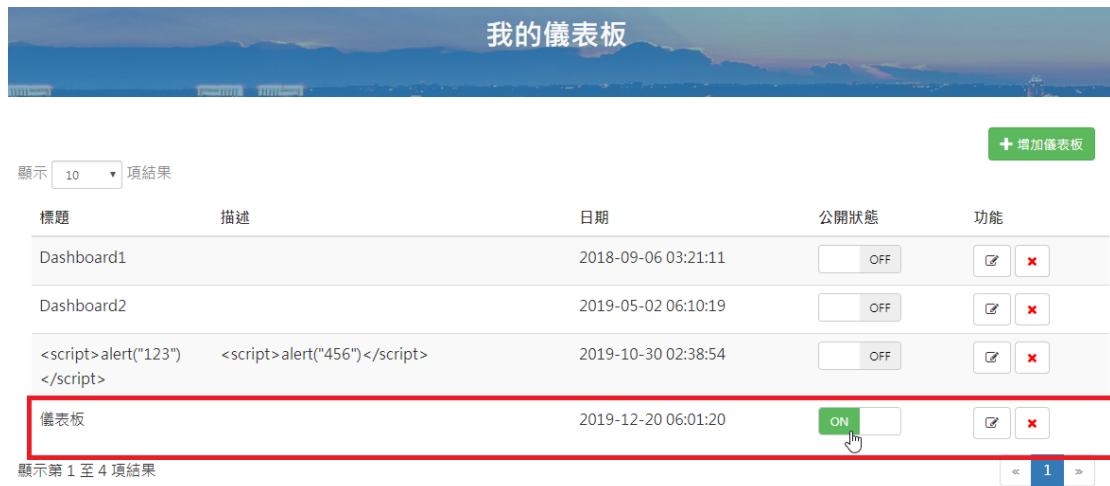 我的儀表板
增加儀表板
顯示 10 項結果
標題 描述 日期 公開狀態 功能
Dashboard1 2018-09-06 03:21:11 OFF
Dashboard2 2019-05-02 06:10:19 OFF
<script>alert("123") <script>alert("456")</script> 2019-10-30 02:38:54 OFF
</script>
儀表板 2019-12-20 06:01:20 ON
顯示第 1 至 4 項結果 « 1 »